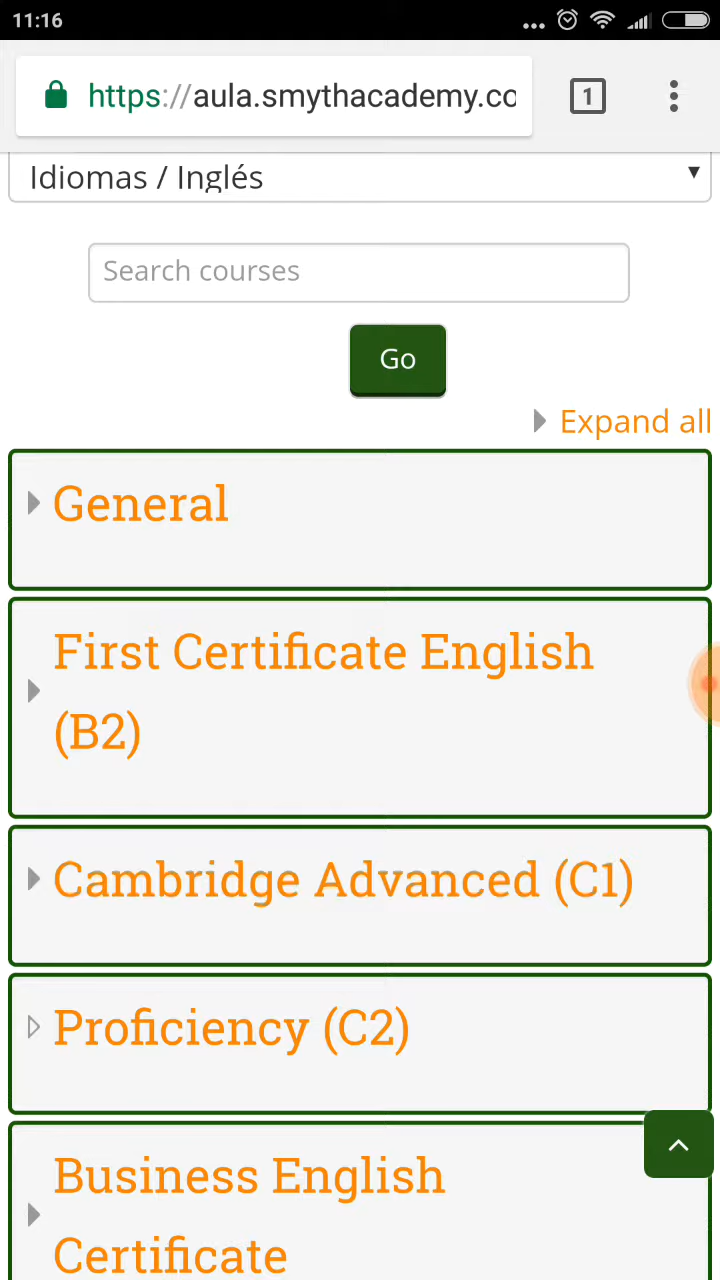 11:16
https://aula.smythacademy.co
1
Idiomas / Inglés
Search courses
Go
Expand all
General
First Certificate English
(B2)
Cambridge Advanced (C1)
Proficiency (C2)
Business English
Certificate